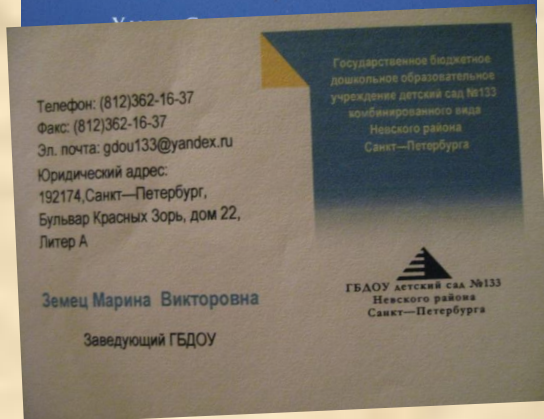 Телефон: (812)362-16-37
Факс: (812)362-16-37
Эл. почта: gdou133@yandex.ru
Юридический адрес:
192174,Санкт—Петербург,
Бульвар Красных Зорь, дом 22,
Литер А
Земец Марина Викторовна
Заведующий ГБДОУ
Государственное бюджетное
дошкольное образовательное
учреждение детский сад №133
комбинированного вида
Невского района
Санкт-Петербурга
ГБДОУ детский сад №133
Невского района
Санкт—Петербурга